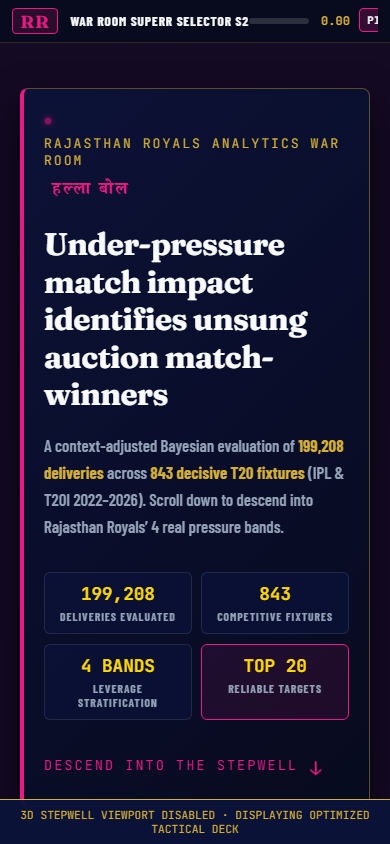 RR WAR ROOM SUPERR SELECTOR S2 0.00
RAJASTHAN ROYALS ANALYTICS WAR
ROOM
हल्ला बोल
Under-pressure
match impact
identifies unsung
auction match-
winners
A context-adjusted Bayesian evaluation of 199,208
deliveries across 843 decisive T20 fixtures (IPL &
T20I 2022–2026). Scroll down to descend into
Rajasthan Royals’ 4 real pressure bands.
199,208
DELIVERIES EVALUATED
843
COMPETITIVE FIXTURES
4 BANDS
LEVERAGE
STRATIFICATION
TOP 20
RELIABLE TARGETS
DESCEND INTO THE STEPWELL ↓
3D STEPWELL VIEWPORT DISABLED · DISPLAYING OPTIMIZED
TACTICAL DECK